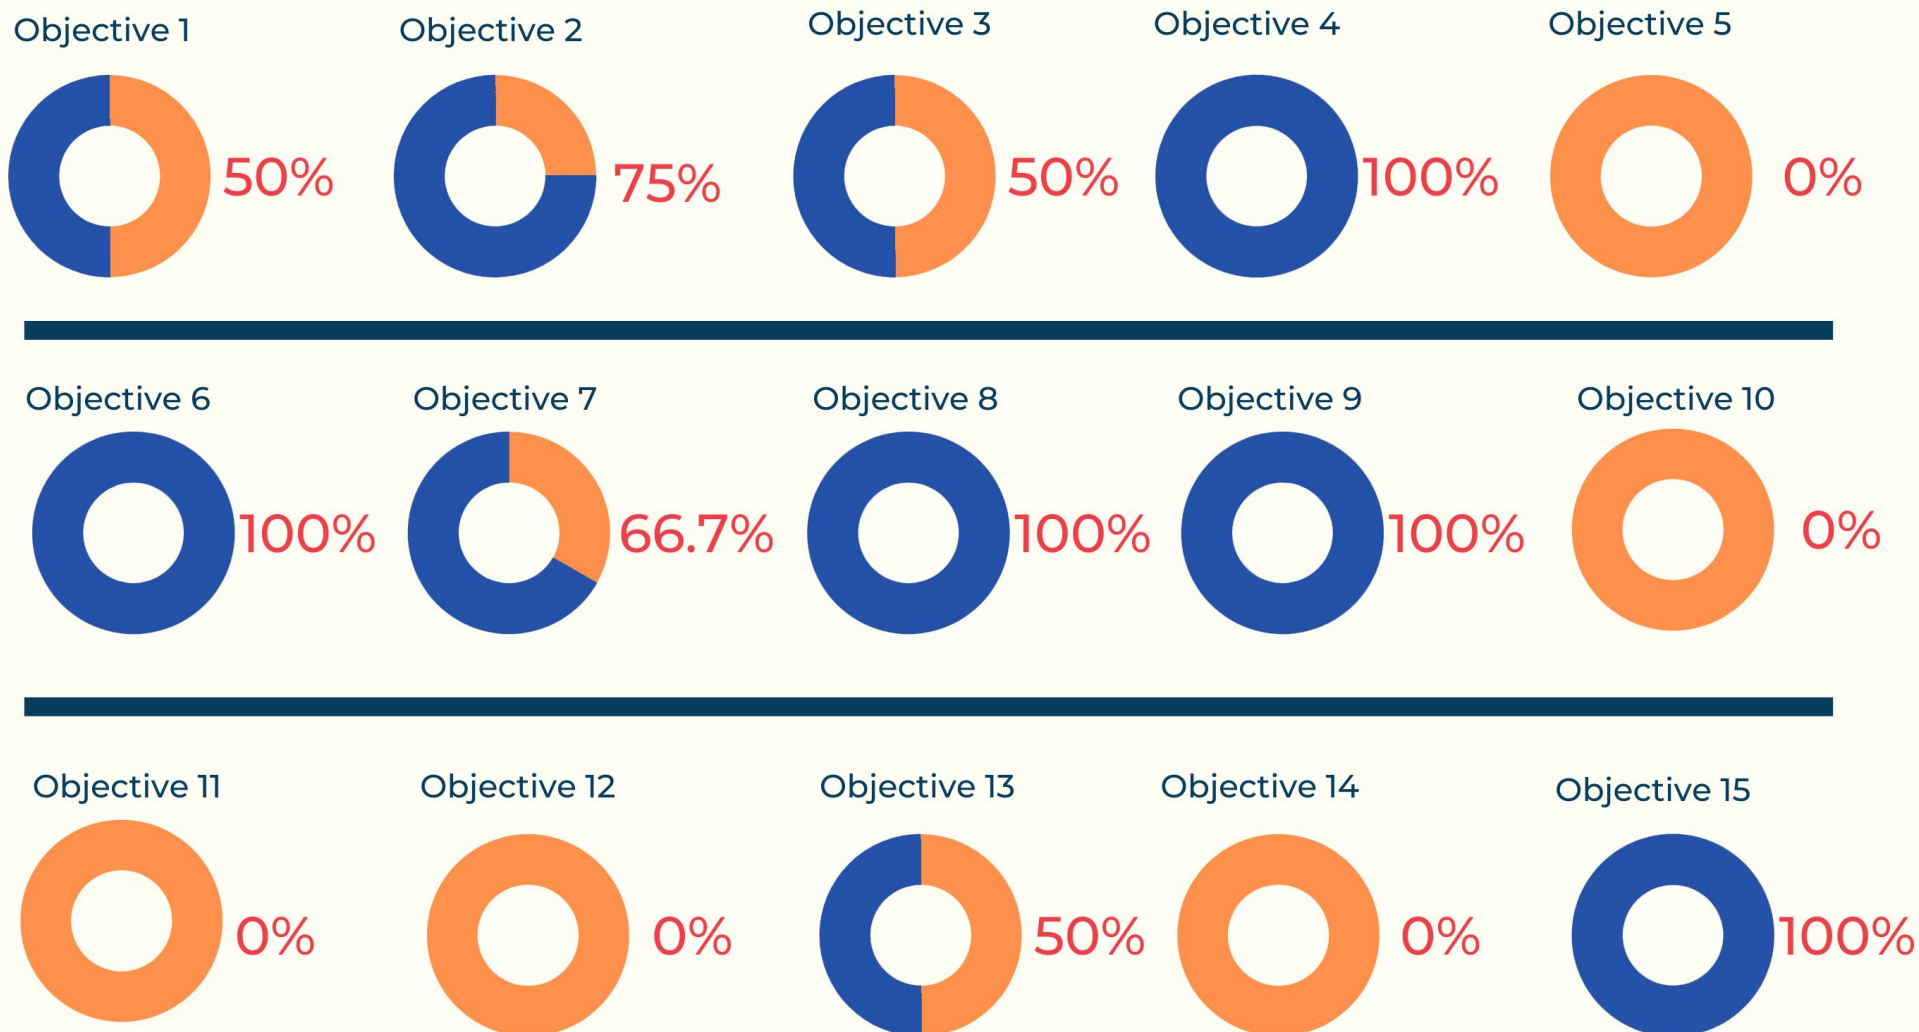 Objective 1
50%
Objective 2
75%
Objective 3
50%
Objective 4
100%
Objective 5
0%
Objective 6
100%
Objective 7
66.7%
Objective 8
100%
Objective 9
100%
Objective 10
0%
Objective 11
0%
Objective 12
0%
Objective 13
50%
Objective 14
0%
Objective 15
100%